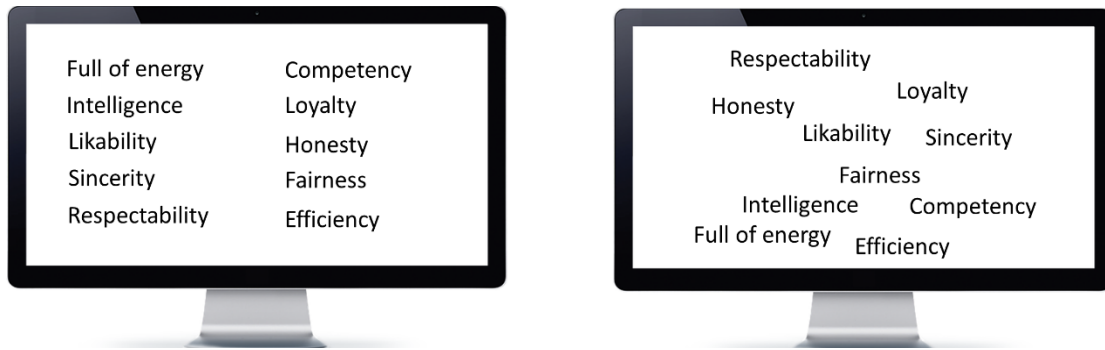 Full of energy
Intelligence
Likability
Sincerity
Respectability
Competency
Loyalty
Honesty
Fairness
Efficiency
Respectability
Loyalty
Honesty
Likability
Sincerity
Fairness
Intelligence
Competency
Full of energy
Efficiency